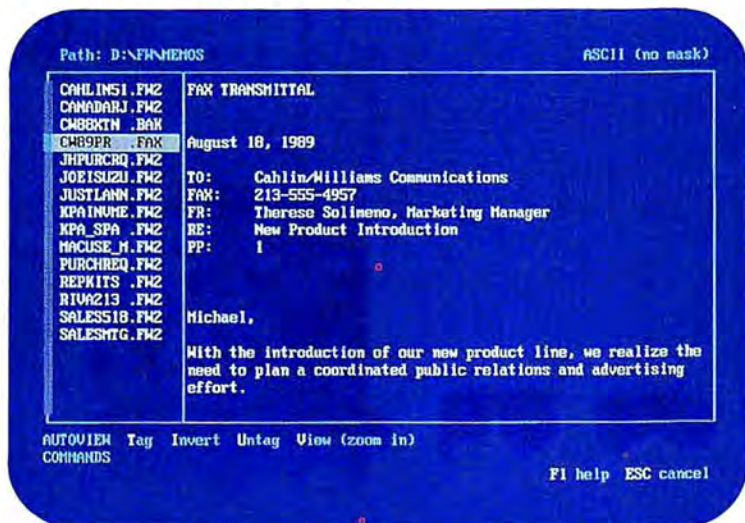 Path: D:\FW\MEMOS ASCII (no mask)
CAHLIN51.FW2
CANADARJ.FW2
CW88XTN .BAK
CW89PR .FAX
JHPURCRQ.FW2
JOEISUZU.FW2
JUSTLANN.FW2
KPAINVME.FW2
KPA_SPA .FW2
MACUSE_M.FW2
PURCHREQ.FW2
REPKITS .FW2
RIVA213 .FW2
SALES518.FW2
SALESMTG.FW2
FAX TRANSMITTAL
August 18, 1989
TO: Cahlin/Williams Communications
FAX: 213-555-4957
FR: Therese Solimeno, Marketing Manager
RE: New Product Introduction
PP: 1
Michael,
With the introduction of our new product line, we realize the
need to plan a coordinated public relations and advertising
effort.
AUTOVIEW Tag Invert Untag View (zoom in)
COMMANDS
F1 help ESC cancel